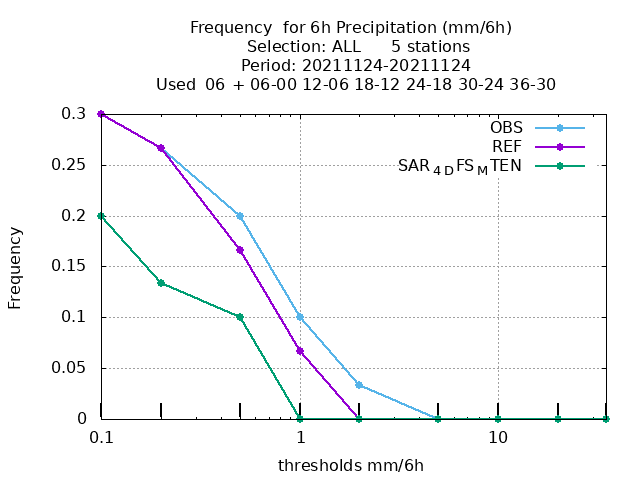 Frequency  for 6h Precipitation (mm/6h)
Selection: ALL      5 stations
Period: 20211124-20211124
Used  06 + 06-00 12-06 18-12 24-18 30-24 36-30
0.3
OBS
REF
0.25
SAR4DFSMTEN
0.2
Frequency
0.15
0.1
0.05
0
0.1 1 10
thresholds mm/6h